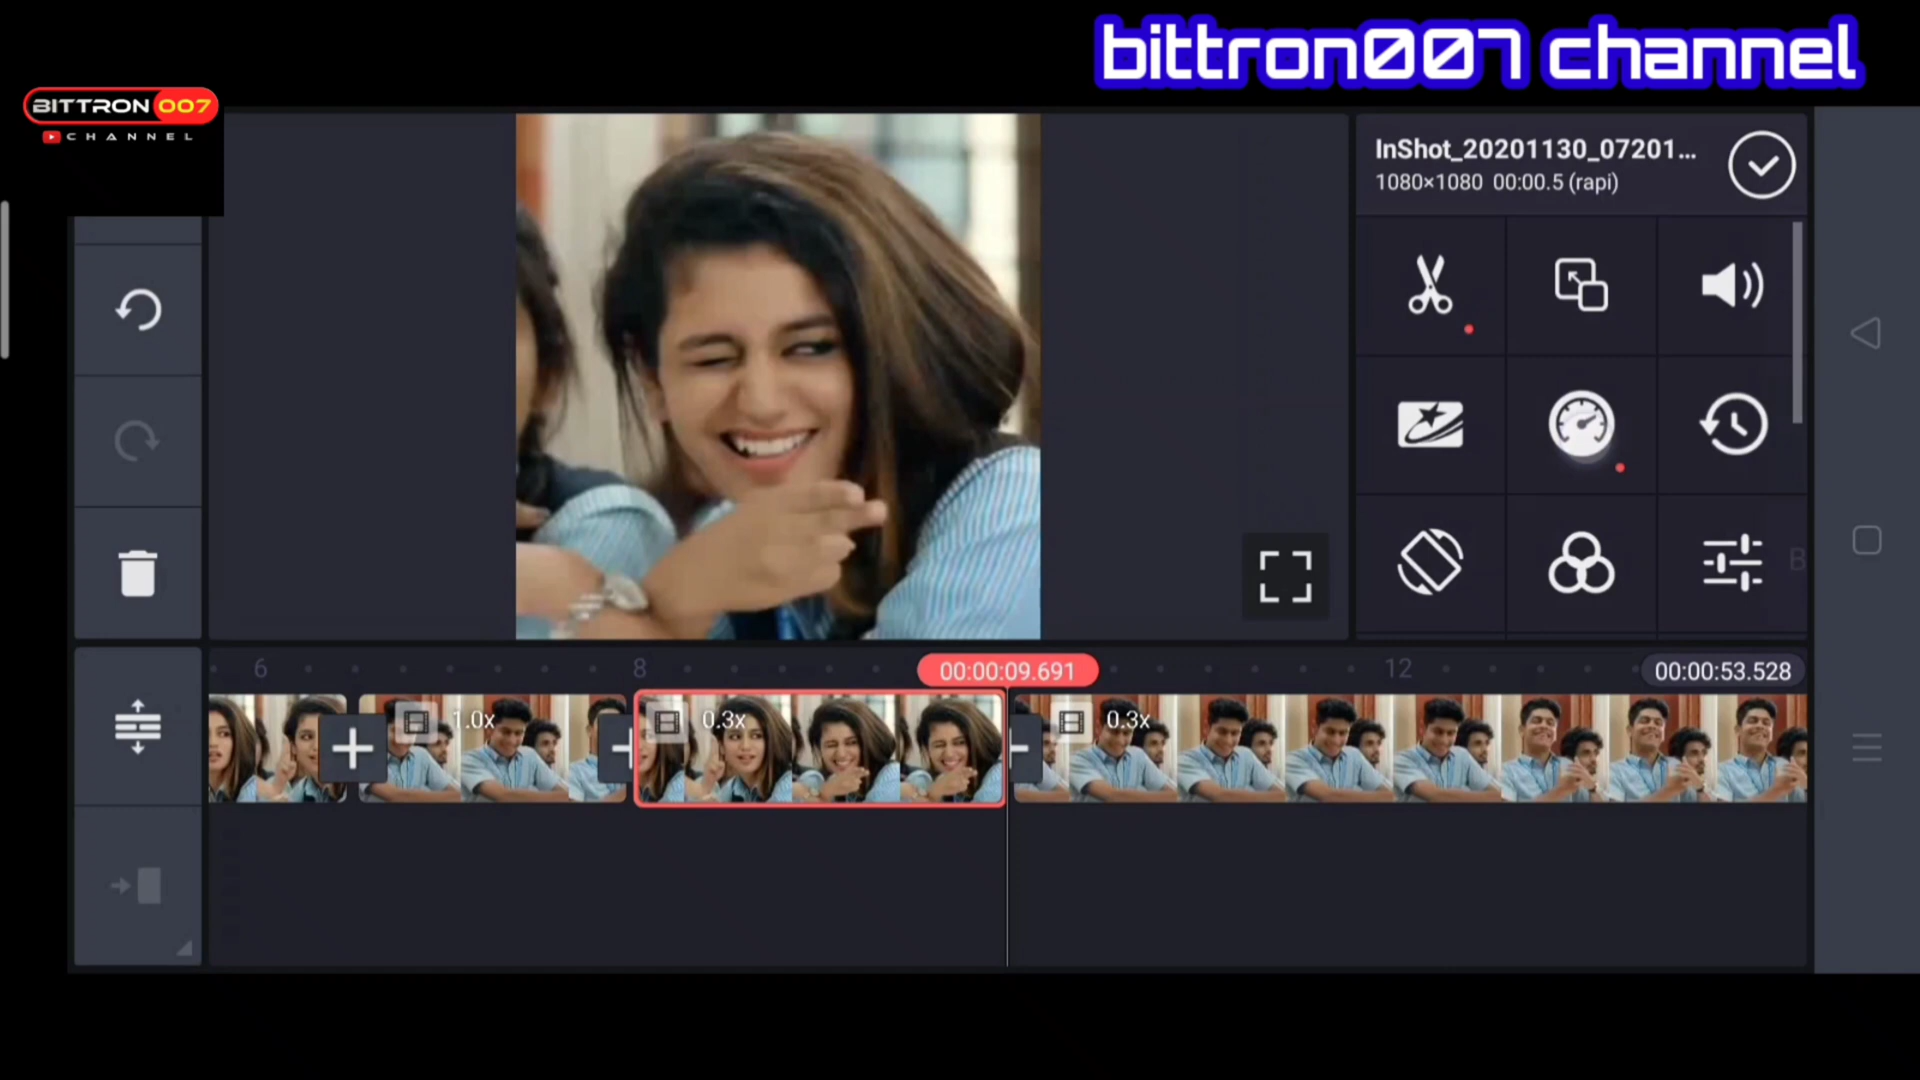 bittron007 channel
BITTRON 007
CHANNEL
InShot_20201130_07201...
1080×1080 00:00.5 (rapi)
6
8
00:00:09.691
12
00:00:53.528
1.0x
0.3x
0.3x
B